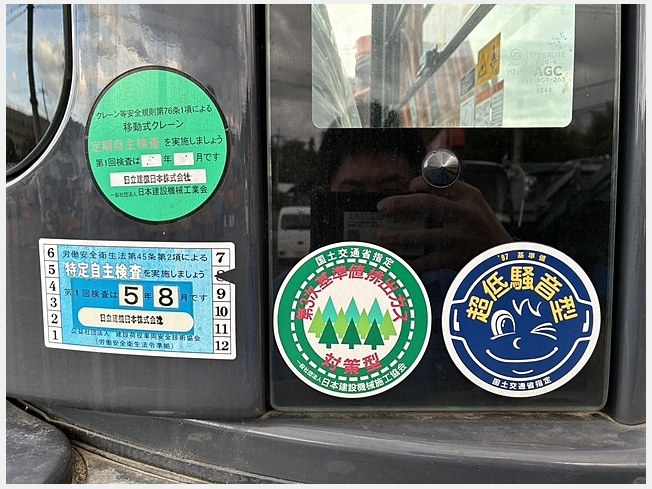 クレーン等安全規則第76条1項による
移動式クレーン
定期自主検査を実施しましょう
第1回検査は 年 月です
日立建機日本株式会社
一般社団法人 日本建設機械工業会
労働安全衛生法第45条第2項による
特定自主検査を実施しましょう
第1回検査は 5年 8月です
日立建機日本株式会社
公益社団法人 建設荷役車両安全技術協会
(労働安全衛生法令準拠)
6
5
4
3
2
1
7
8
9
10
11
12
TEMPERLITE
AGC
国土交通省指定
第3次基準値排出ガス
対策型
一般社団法人日本建設機械施工協会
'97 基準値
超低騒音型
国土交通省指定